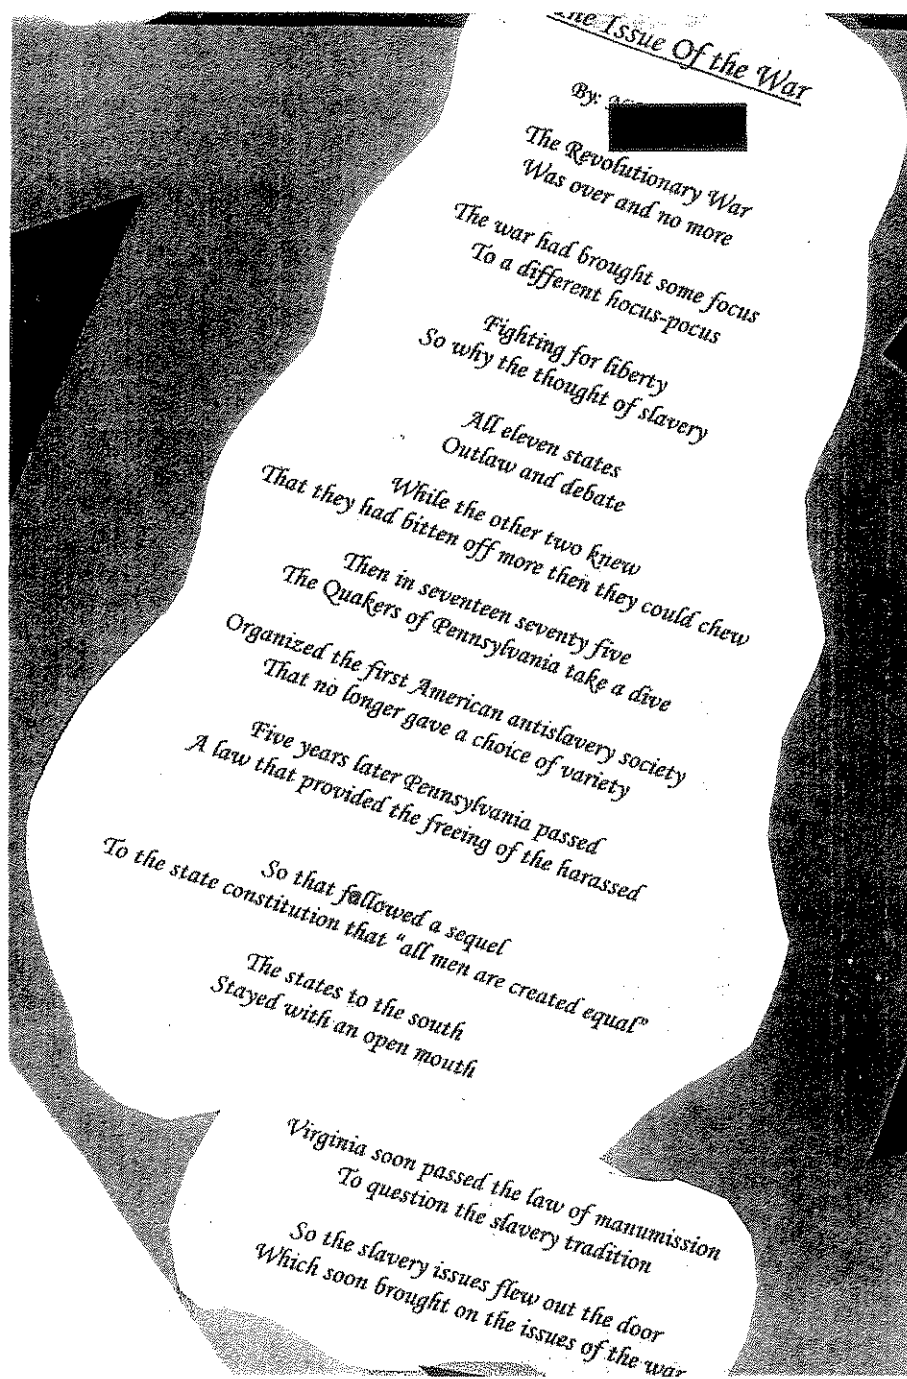 The Issue Of the War
By:
The Revolutionary War
Was over and no more
The war had brought some focus
To a different hocus-pocus
Fighting for liberty
So why the thought of slavery
All eleven states
Outlaw and debate
While the other two knew
That they had bitten off more then they could chew
Then in seventeen seventy five
The Quakers of Pennsylvania take a dive
Organized the first American antislavery society
That no longer gave a choice of variety
Five years later Pennsylvania passed
A law that provided the freeing of the harassed
So that followed a sequel
To the state constitution that “all men are created equal”
The states to the south
Stayed with an open mouth
Virginia soon passed the law of manumission
To question the slavery tradition
So the slavery issues flew out the door
Which soon brought on the issues of the war